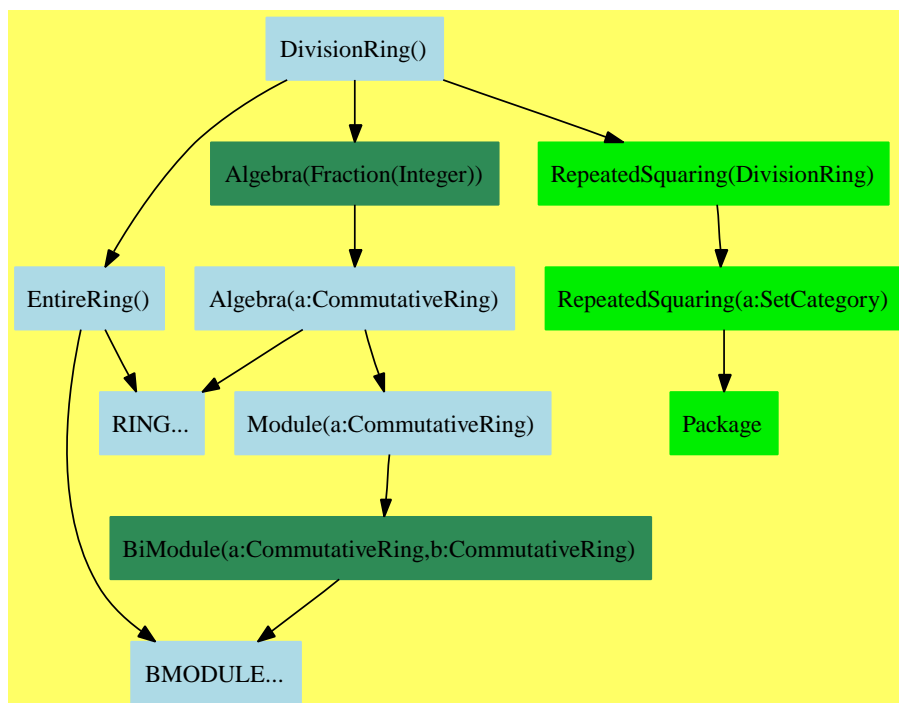 DivisionRing()
Algebra(Fraction(Integer))
RepeatedSquaring(DivisionRing)
EntireRing()
Algebra(a:CommutativeRing)
RepeatedSquaring(a:SetCategory)
RING...
Module(a:CommutativeRing)
Package
BiModule(a:CommutativeRing,b:CommutativeRing)
BMODULE...